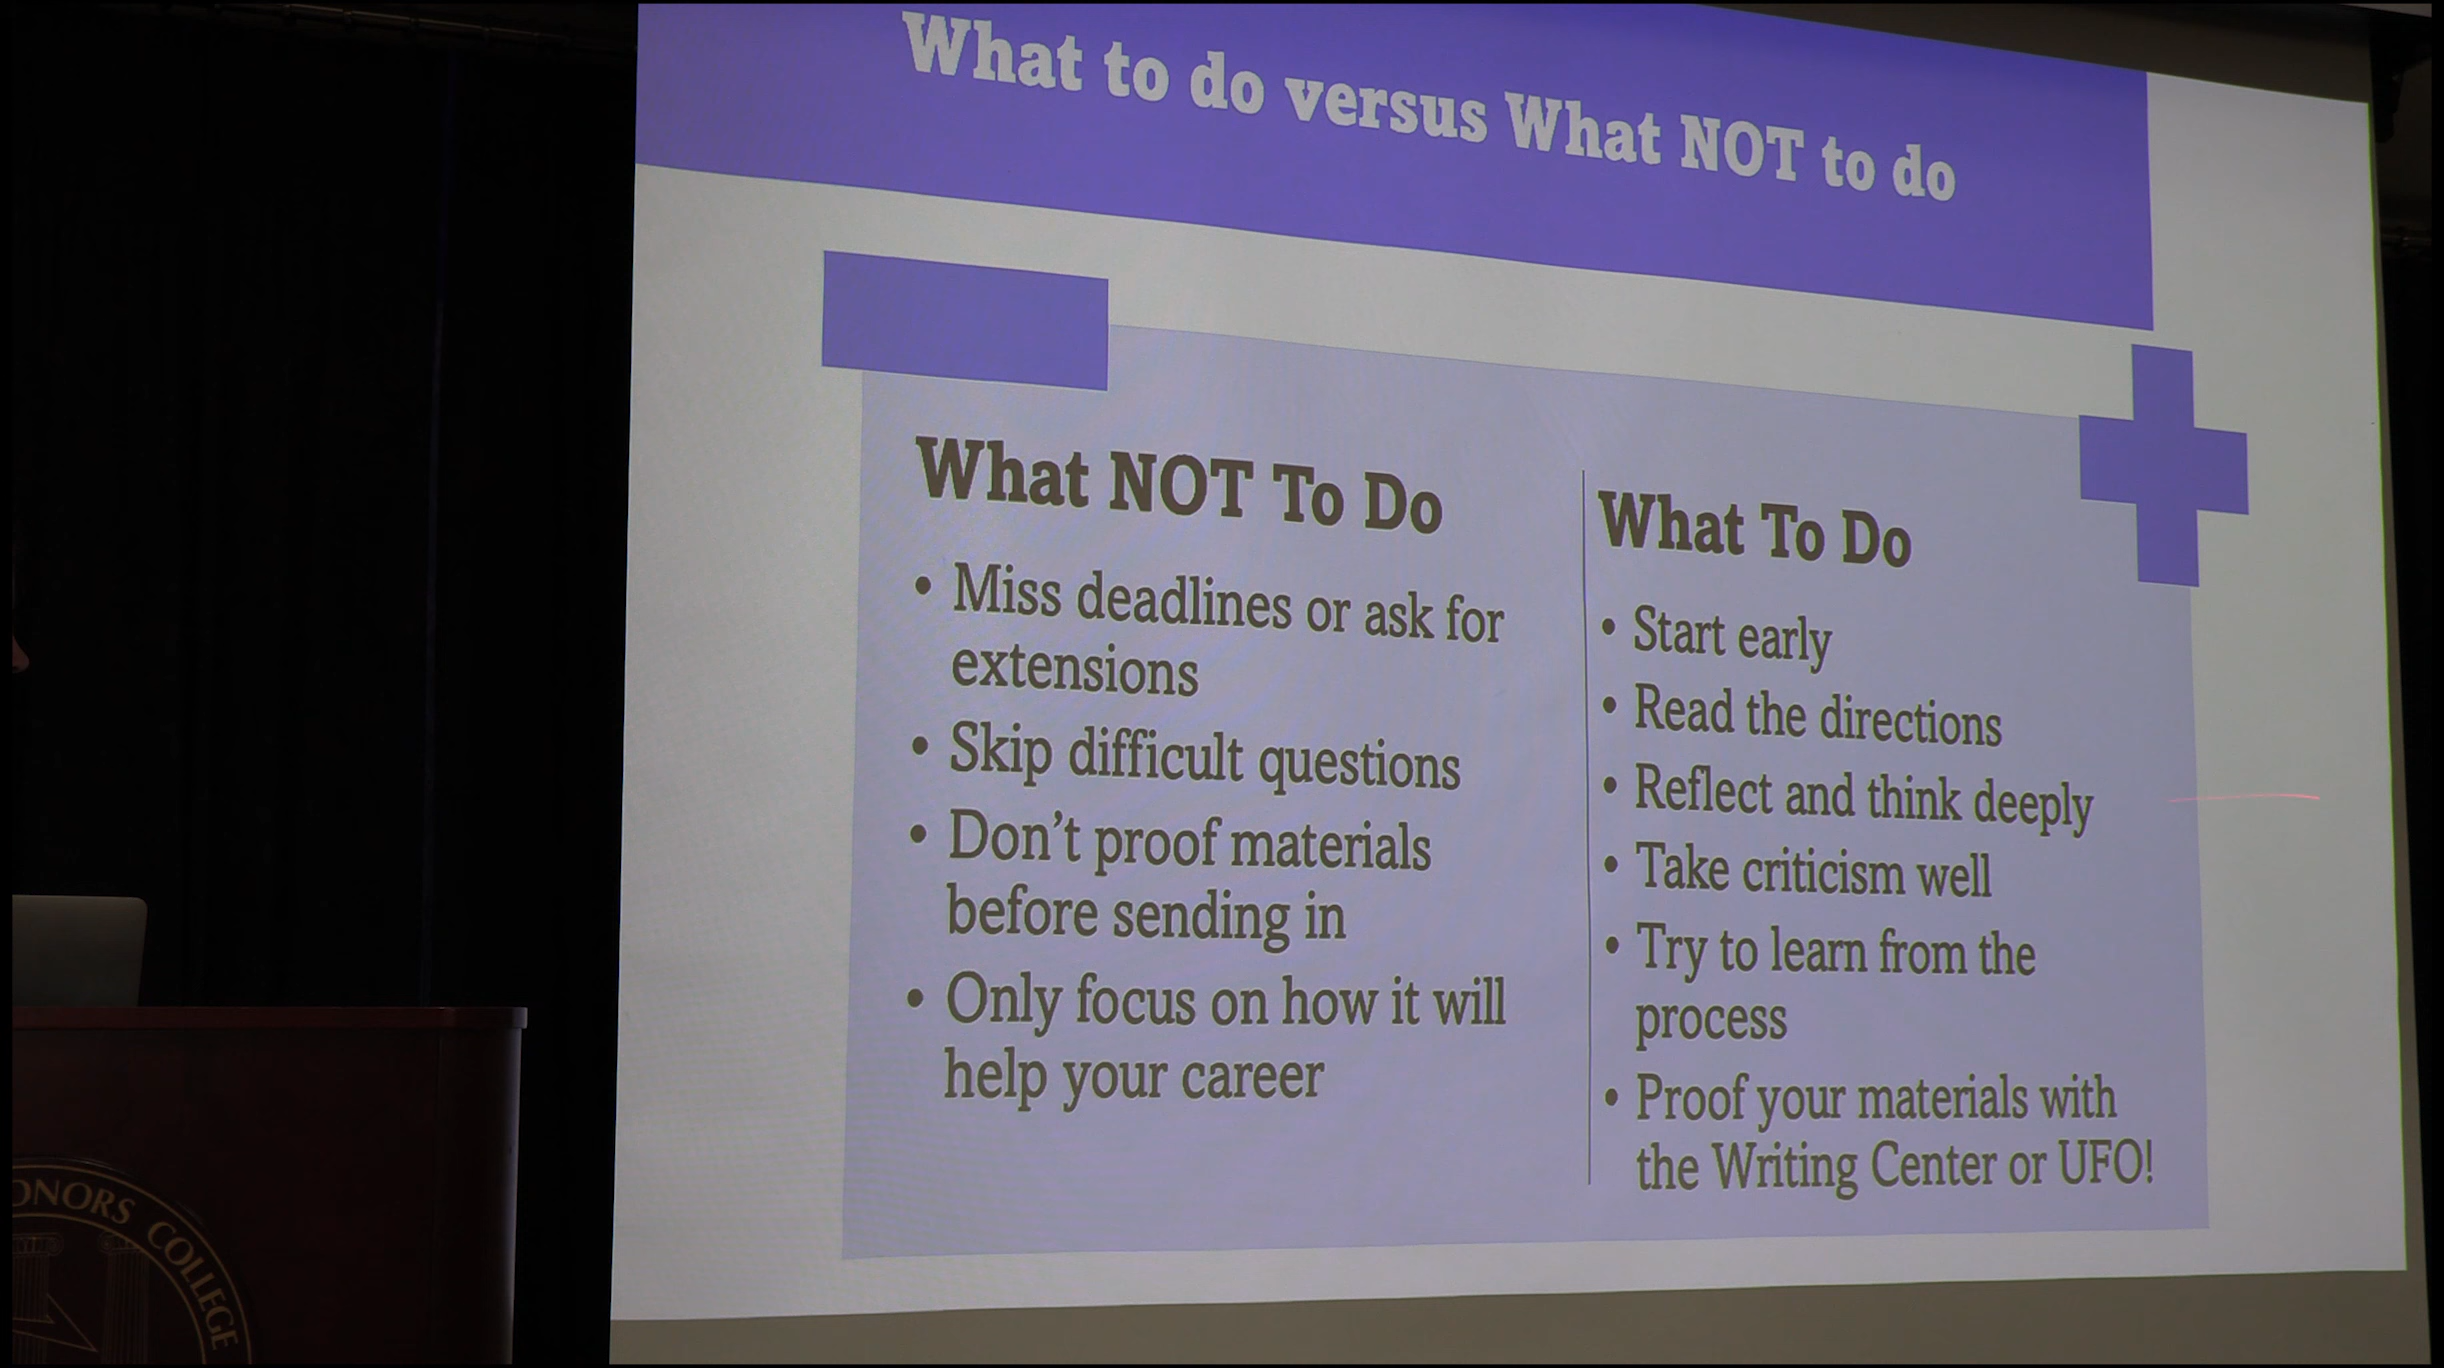 What to do versus What NOT to do
What NOT To Do
• Miss deadlines or ask for
extensions
• Skip difficult questions
• Don't proof materials
before sending in
• Only focus on how it will
help your career
What To Do
• Start early
• Read the directions
• Reflect and think deeply
• Take criticism well
• Try to learn from the
process
• Proof your materials with
the Writing Center or UFO!
ONORS COLLEGE